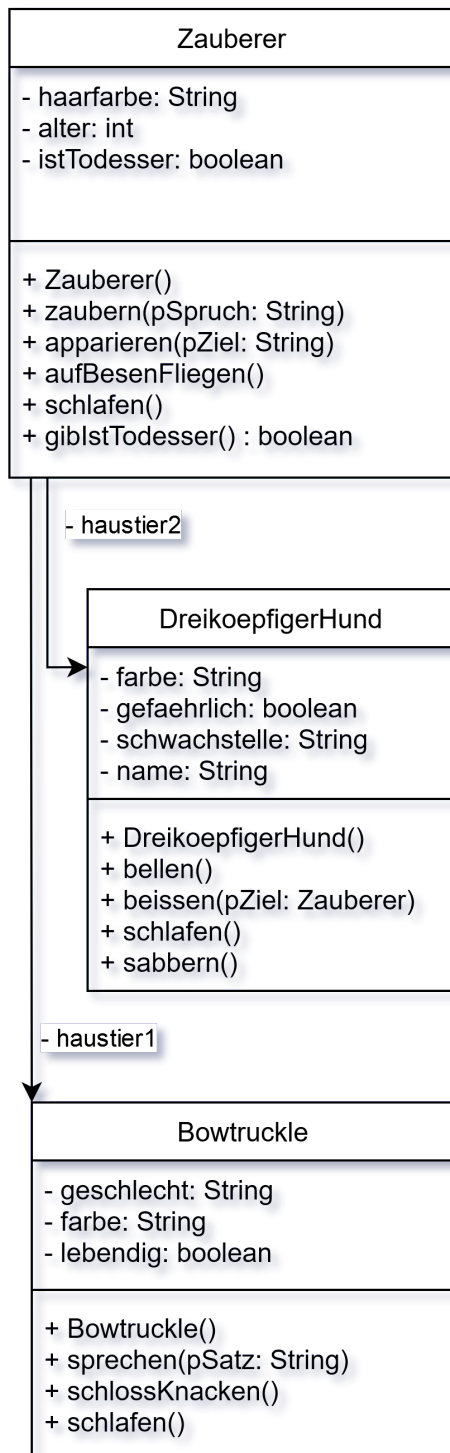 Zauberer
- haarfarbe: String
- alter: int
- istTodesser: boolean
+ Zauberer()
+ zaubern(pSpruch: String)
+ apparieren(pZiel: String)
+ aufBesenFliegen()
+ schlafen()
+ gibIstTodesser() : boolean
- haustier2
DreikoepfigerHund
- farbe: String
- gefaehrlich: boolean
- schwachstelle: String
- name: String
+ DreikoepfigerHund()
+ bellen()
+ beissen(pZiel: Zauberer)
+ schlafen()
+ sabbern()
- haustier1
Bowtruckle
- geschlecht: String
- farbe: String
- lebendig: boolean
+ Bowtruckle()
+ sprechen(pSatz: String)
+ schlossKnacken()
+ schlafen()